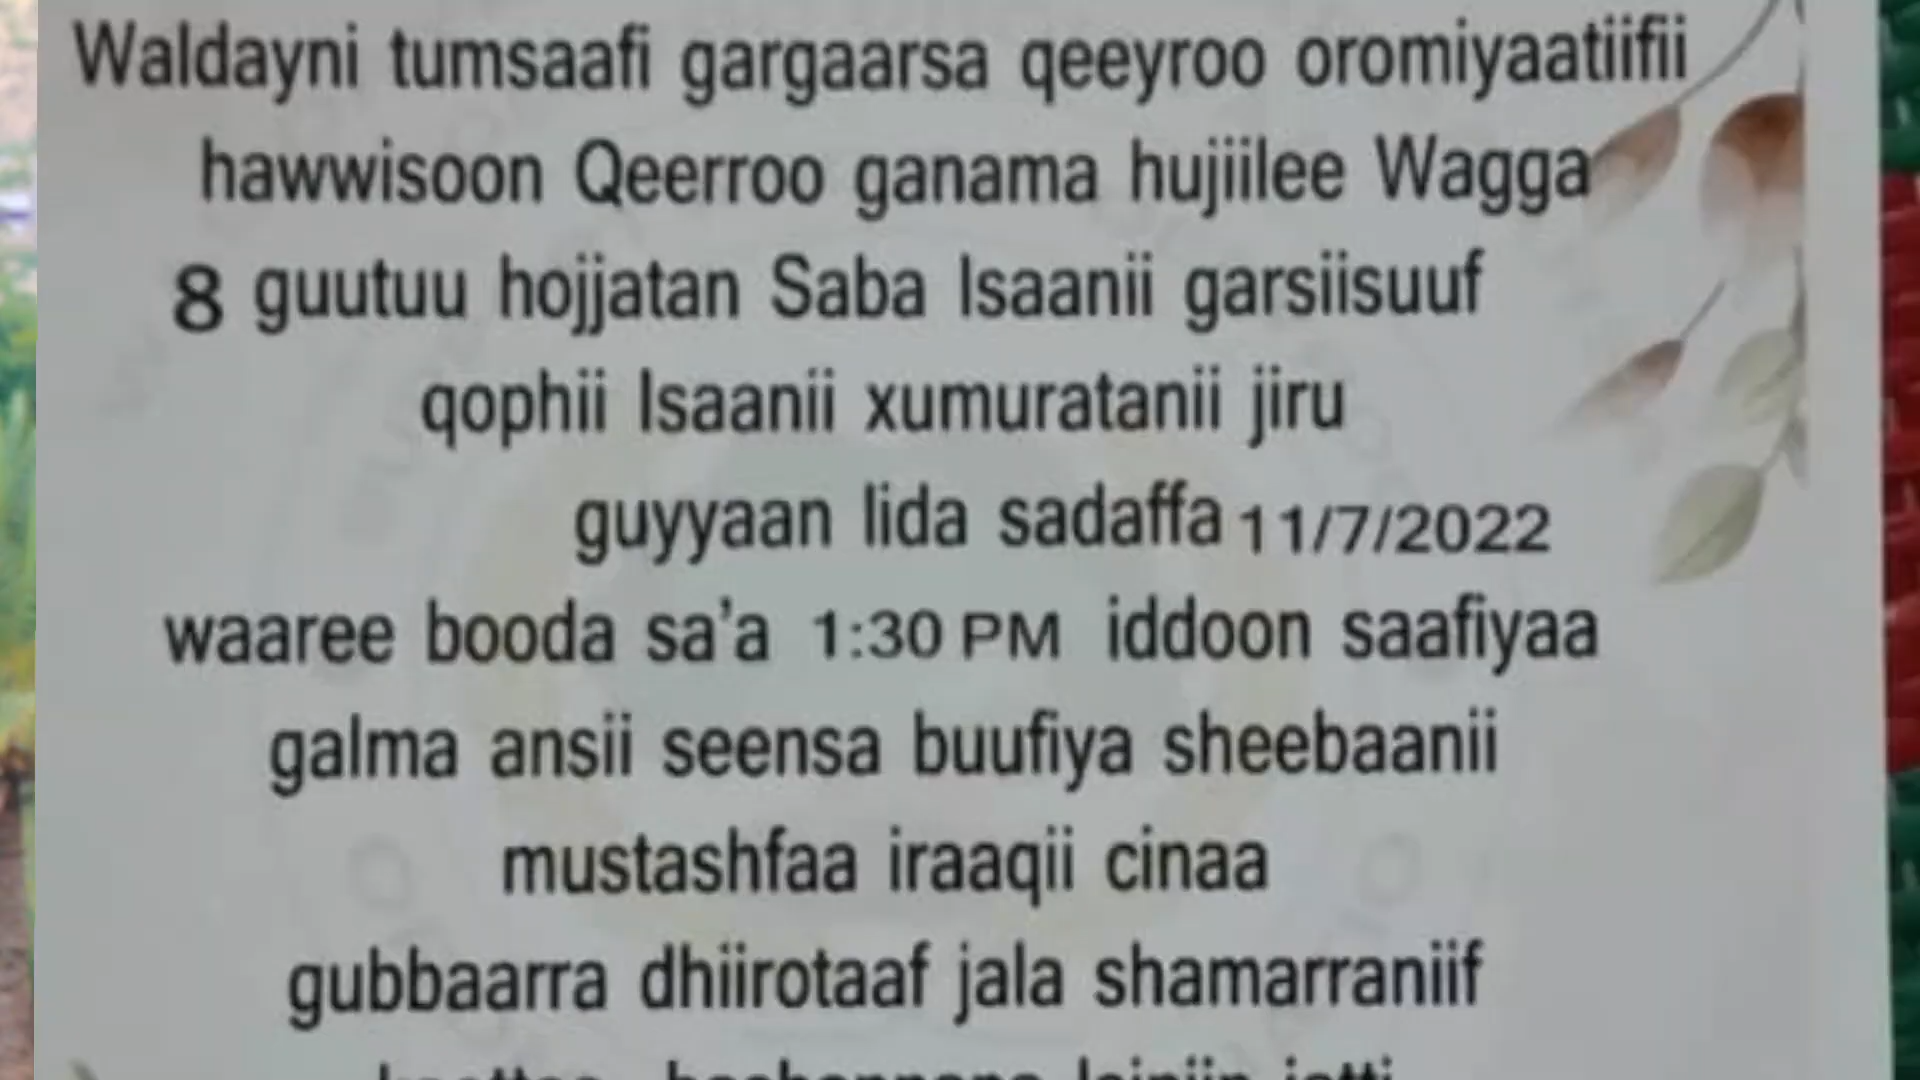 Waldayni tumsaafi gargaarsa qeeyroo oromiyaatiifii
hawwisoon Qeerroo ganama hujiilee Wagga
8 guutuu hojjatan Saba Isaanii garsiisuuf
qophii Isaanii xumuratanii jiru
guyyaan lida sadaffa 11/7/2022
waaree booda sa’a 1:30 PM iddoon saafiyaa
galma ansii seensa buufiya sheebaanii
mustashfaa iraaqii cinaa
gubbaarra dhiirotaaf jala shamarraniif